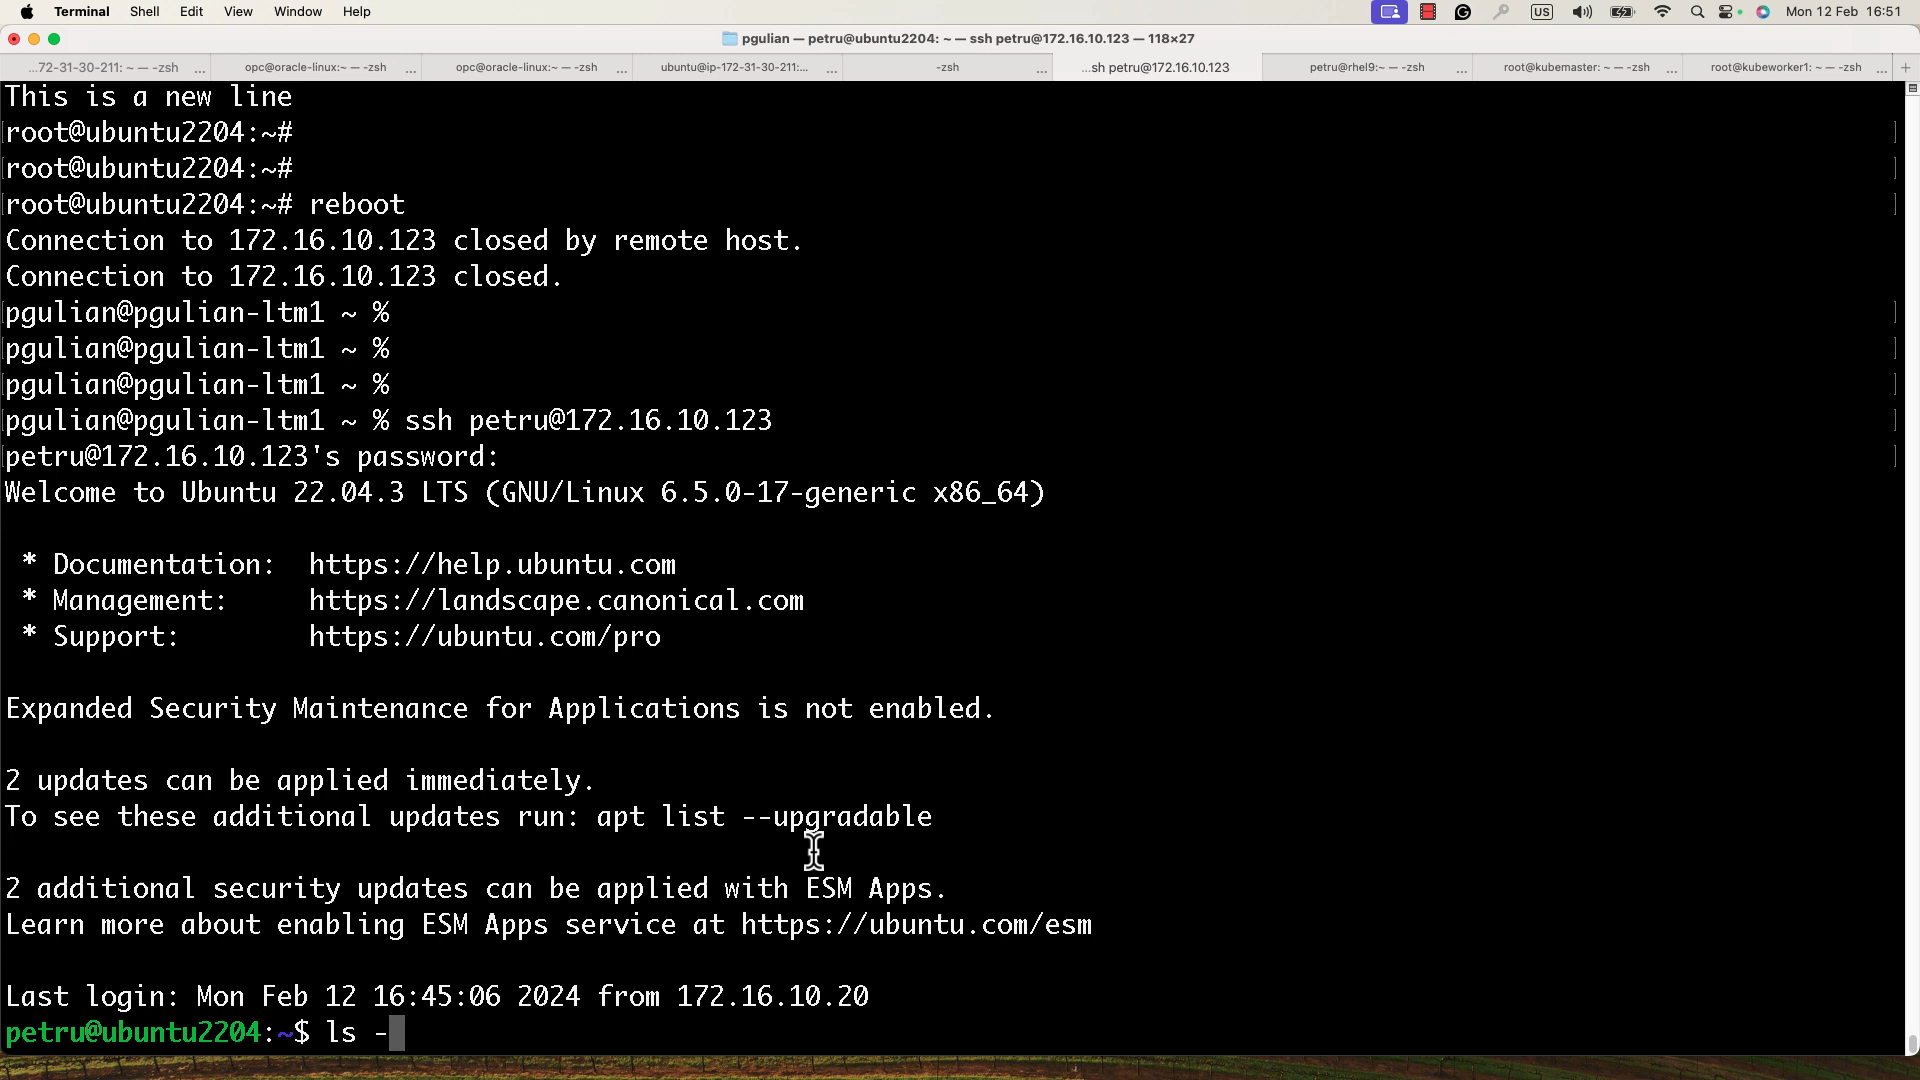 Terminal Shell Edit View Window Help US Mon 12 Feb 16:51
pgulian — petru@ubuntu2204: ~ — ssh petru@172.16.10.123 — 118×27
...72-31-30-211: ~ — -zsh ... opc@oracle-linux:~ — -zsh ... opc@oracle-linux:~ — -zsh ... ubuntu@ip-172-31-30-211:... ... -zsh ... ...sh petru@172.16.10.123 petru@rhel9:~ — -zsh ... root@kubemaster: ~ — -zsh ... root@kubeworker1: ~ — -zsh ... +
This is a new line
root@ubuntu2204:~#
root@ubuntu2204:~#
root@ubuntu2204:~# reboot
Connection to 172.16.10.123 closed by remote host.
Connection to 172.16.10.123 closed.
pgulian@pgulian-ltm1 ~ %
pgulian@pgulian-ltm1 ~ %
pgulian@pgulian-ltm1 ~ %
pgulian@pgulian-ltm1 ~ % ssh petru@172.16.10.123
petru@172.16.10.123's password:
Welcome to Ubuntu 22.04.3 LTS (GNU/Linux 6.5.0-17-generic x86_64)
* Documentation: https://help.ubuntu.com
* Management: https://landscape.canonical.com
* Support: https://ubuntu.com/pro
Expanded Security Maintenance for Applications is not enabled.
2 updates can be applied immediately.
To see these additional updates run: apt list --upgradable
2 additional security updates can be applied with ESM Apps.
Learn more about enabling ESM Apps service at https://ubuntu.com/esm
Last login: Mon Feb 12 16:45:06 2024 from 172.16.10.20
petru@ubuntu2204:~$ ls -